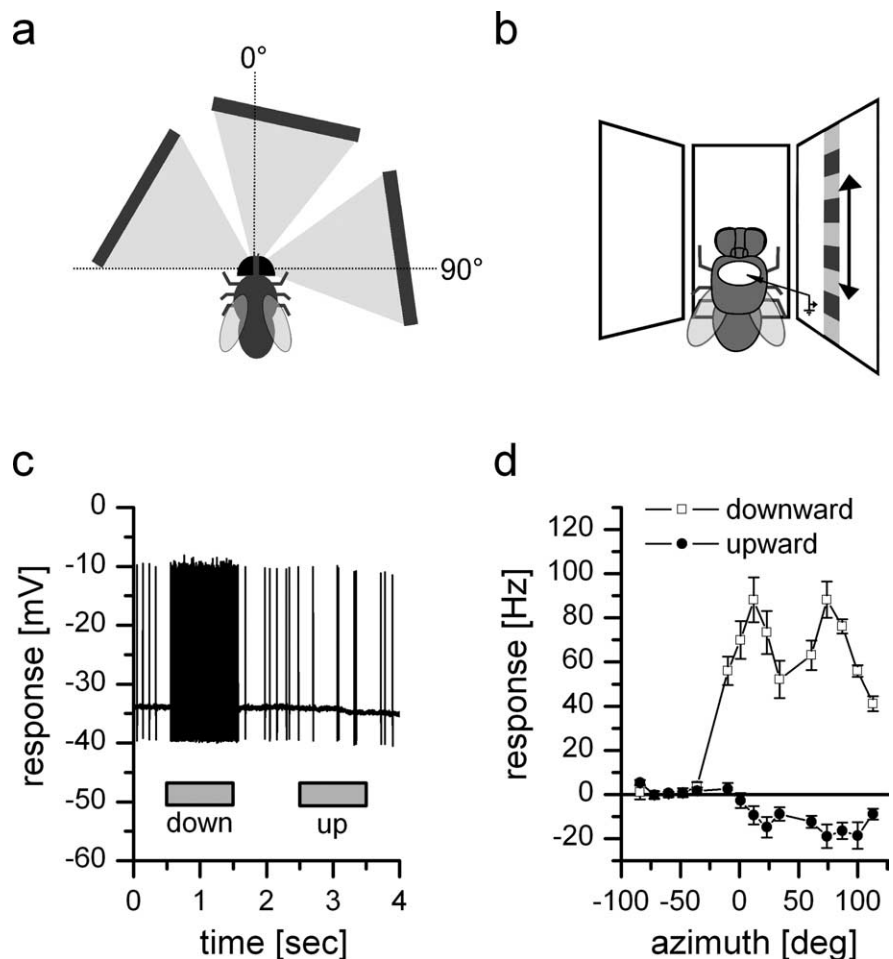 a
0°
90°
b
c
response [mV]
0
-10
-20
-30
-40
-50
-60
down
up
0
1
2
3
4
time [sec]
d
response [Hz]
120
100
80
60
40
20
0
-20
downward
upward
-100
-50
0
50
azimuth [deg]